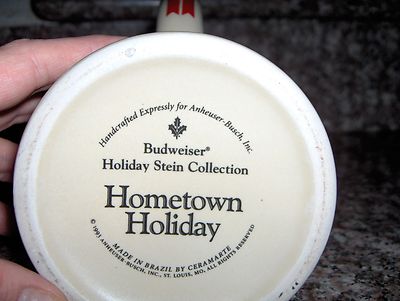 Handcrafted Expressly for Anheuser-Busch, Inc.
Budweiser®
Holiday Stein Collection
Hometown
Holiday
© 1993 ANHEUSER-BUSCH, INC., ST. LOUIS, MO, ALL RIGHTS RESERVED
MADE IN BRAZIL BY CERAMARTE